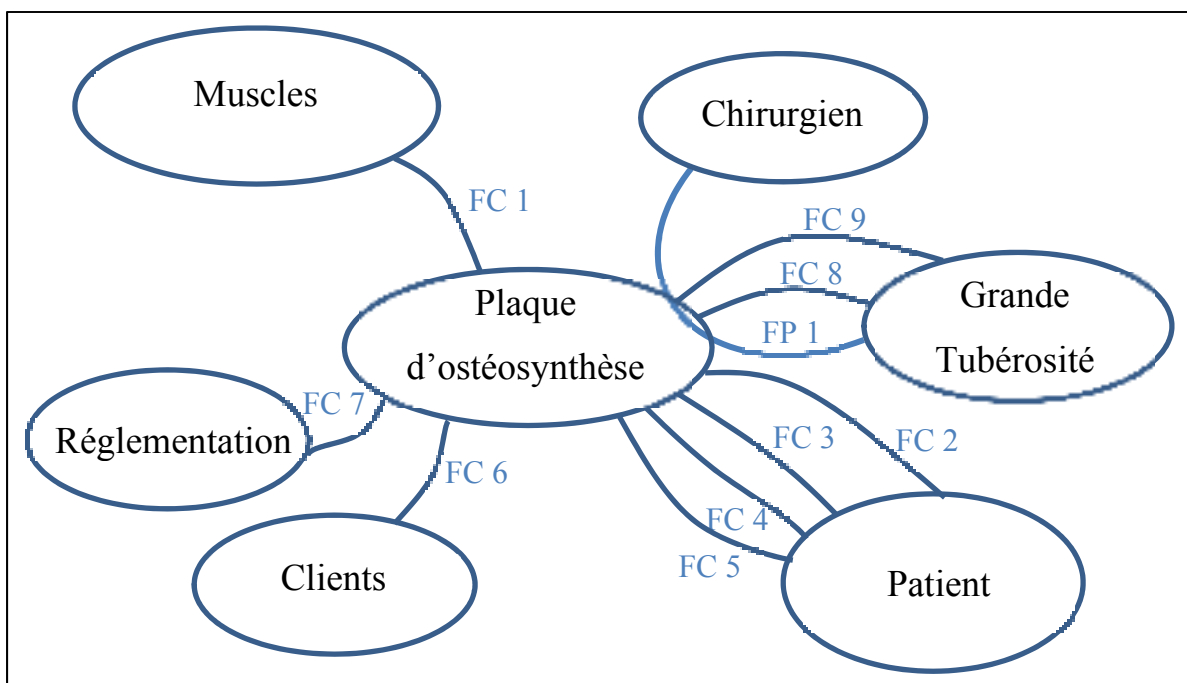 Muscles
Chirurgien
FC 1
FC 9
FC 8
FP 1
Grande
Tubérosité
Plaque
d’ostéosynthèse
Réglementation
FC 7
FC 6
FC 3
FC 2
FC 4
FC 5
Clients
Patient